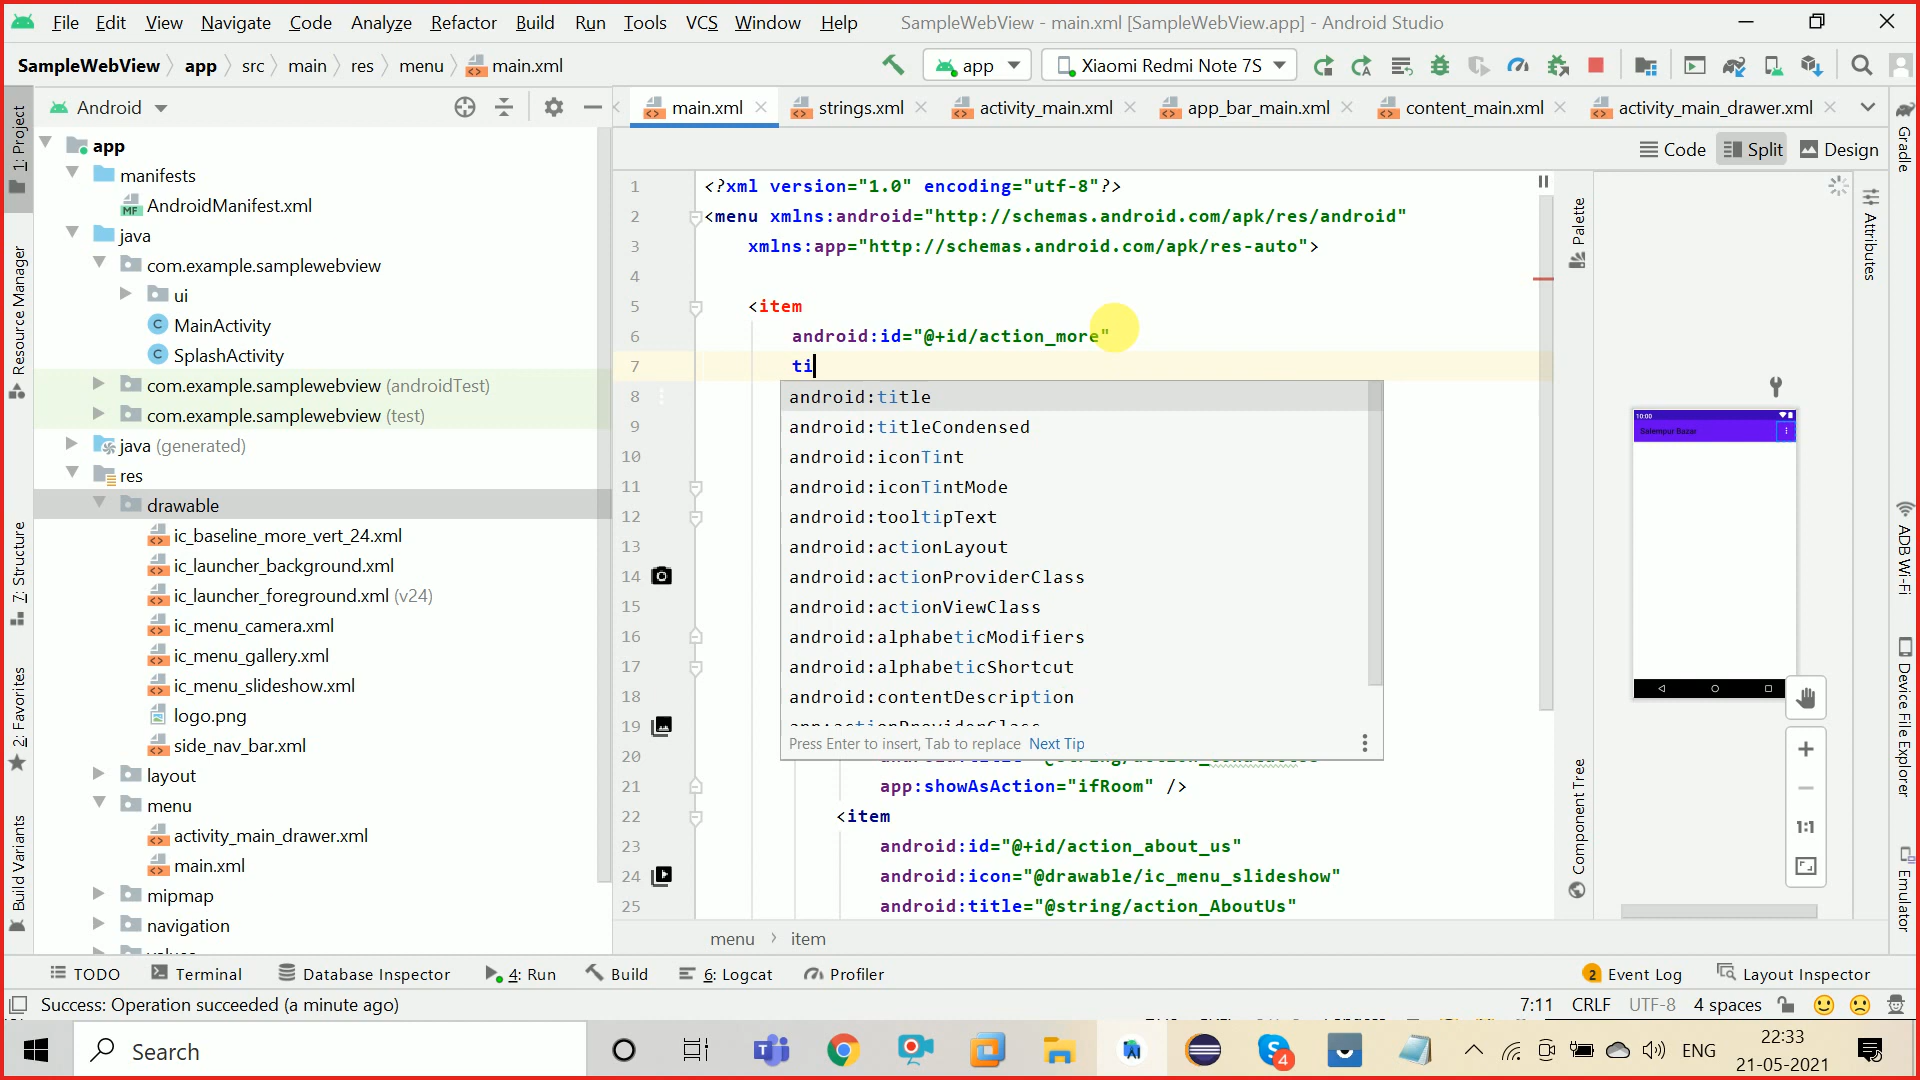 File Edit View Navigate Code Analyze Refactor Build Run Tools VCS Window Help SampleWebView - main.xml [SampleWebView.app] - Android Studio
SampleWebView app src main res menu main.xml app Xiaomi Redmi Note 7S
Android
main.xml strings.xml activity_main.xml app_bar_main.xml content_main.xml activity_main_drawer.xml
Code Split Design
1: Project
Resource Manager
7: Structure
2: Favorites
Build Variants
app
manifests
AndroidManifest.xml
java
com.example.samplewebview
ui
MainActivity
SplashActivity
com.example.samplewebview (androidTest)
com.example.samplewebview (test)
java (generated)
res
drawable
ic_baseline_more_vert_24.xml
ic_launcher_background.xml
ic_launcher_foreground.xml (v24)
ic_menu_camera.xml
ic_menu_gallery.xml
ic_menu_slideshow.xml
logo.png
side_nav_bar.xml
layout
menu
activity_main_drawer.xml
main.xml
mipmap
navigation
1 <?xml version="1.0" encoding="utf-8"?>
2 <menu xmlns:android="http://schemas.android.com/apk/res/android"
3 xmlns:app="http://schemas.android.com/apk/res-auto">
4
5 <item
6 android:id="@+id/action_more"
7 ti
8 android:title
9 android:titleCondensed
10 android:iconTint
11 android:iconTintMode
12 android:tooltipText
13 android:actionLayout
14 android:actionProviderClass
15 android:actionViewClass
16 android:alphabeticModifiers
17 android:alphabeticShortcut
18 android:contentDescription
19
Press Enter to insert, Tab to replace Next Tip
20
21 app:showAsAction="ifRoom" />
22 <item
23 android:id="@+id/action_about_us"
24 android:icon="@drawable/ic_menu_slideshow"
25 android:title="@string/action_AboutUs"
menu item
Palette
Component Tree
Attributes
10:00
Salempur Bazar
1:1
Gradle
ADB Wi-Fi
Device File Explorer
Emulator
TODO Terminal Database Inspector 4: Run Build 6: Logcat Profiler 2 Event Log Layout Inspector
Success: Operation succeeded (a minute ago) 7:11 CRLF UTF-8 4 spaces
Search 4 ENG 22:33
21-05-2021